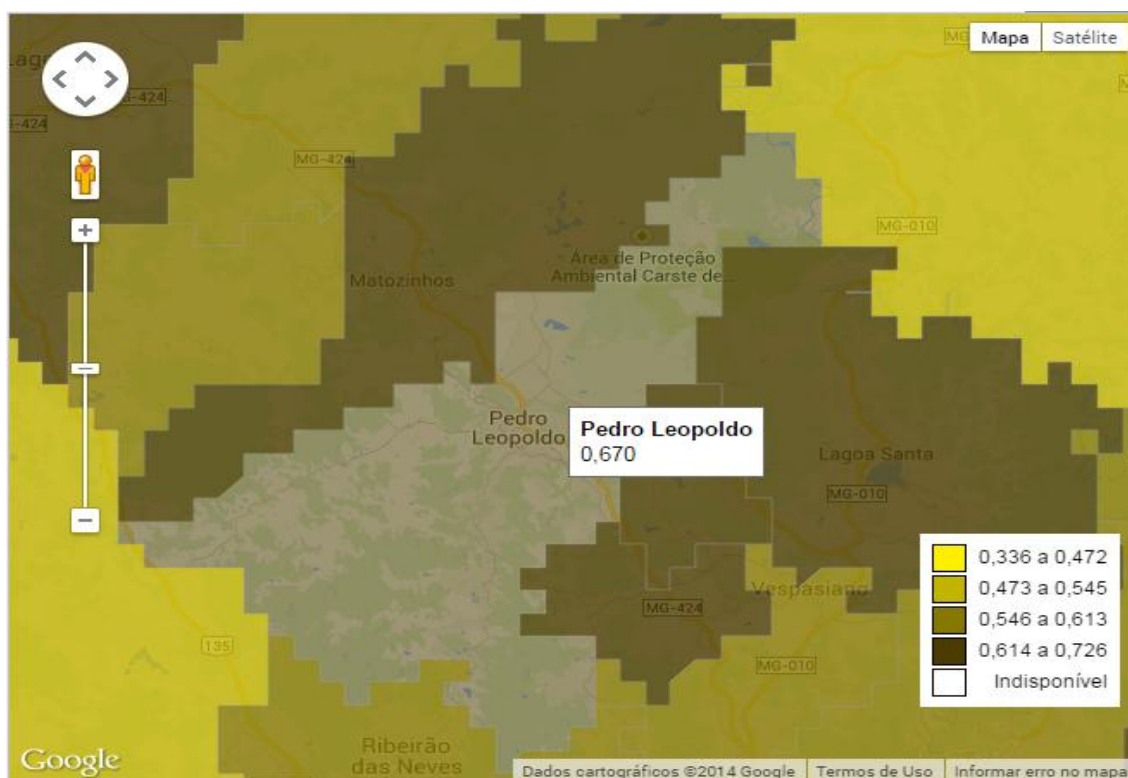 Mapa
Satélite
Lago
MG-424
MG-424
MG-424
MG-010
MG-010
Matozinhos
Área de Proteção
Ambiental Carste de...
Pedro
Leopoldo
Pedro Leopoldo
0,670
Lagoa Santa
MG-010
Vespasiano
MG-424
MG-010
135
Ribeirão
das Neves
0,336 a 0,472
0,473 a 0,545
0,546 a 0,613
0,614 a 0,726
Indisponível
Google
Dados cartográficos ©2014 Google
Termos de Uso
Informar erro no mapa